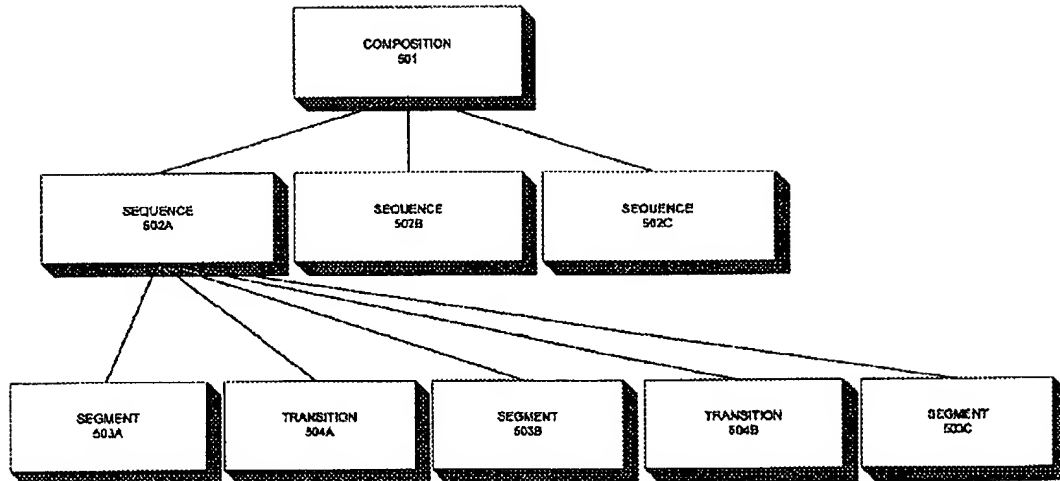 COMPOSITION
501
SEQUENCE
502A
SEQUENCE
502B
SEQUENCE
502C
SEGMENT
503A
TRANSITION
504A
SEGMENT
503B
TRANSITION
504B
SEGMENT
503C